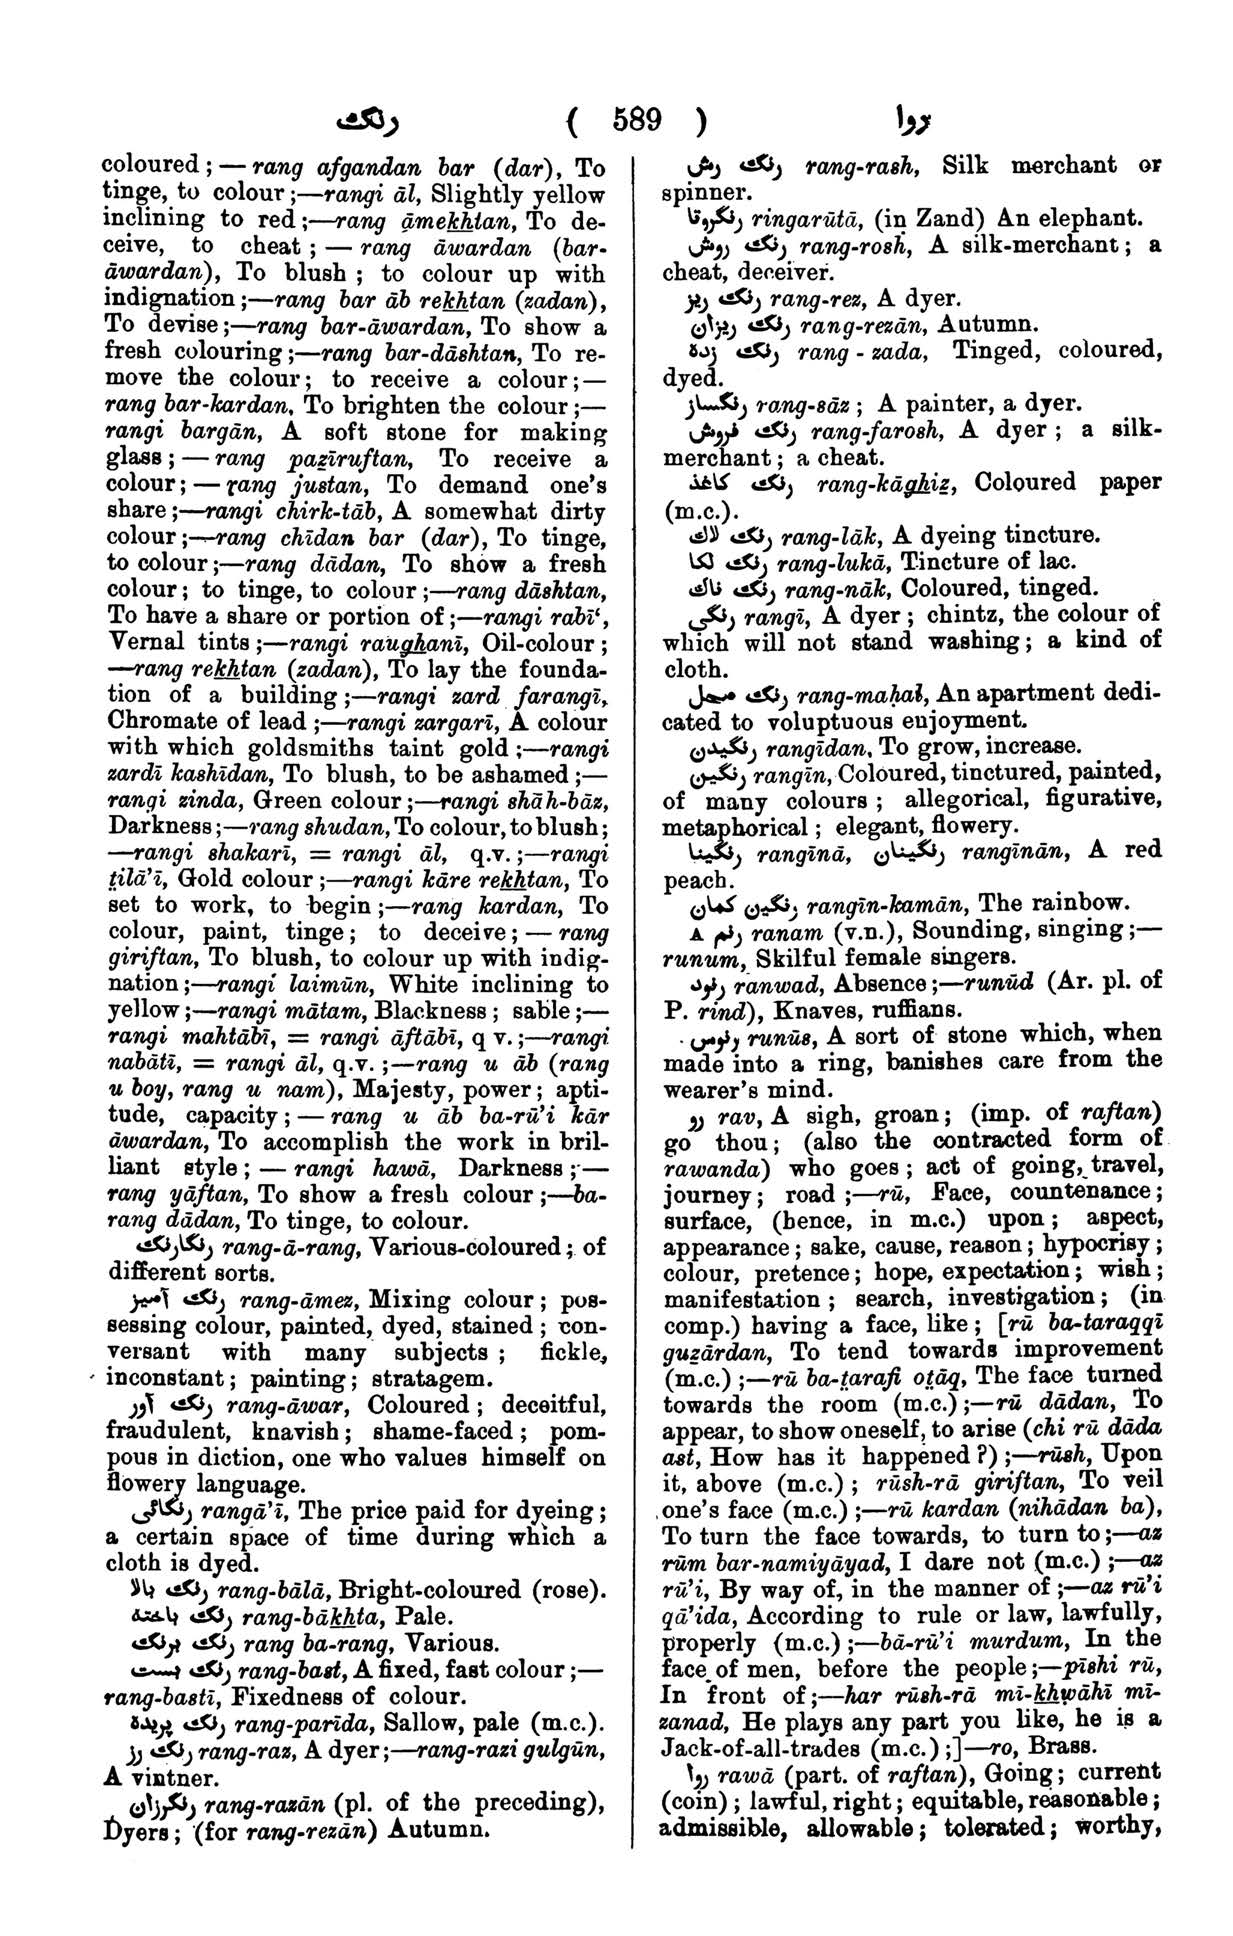 رنگ ( 589 ) روا
coloured ; — rang afgandan bar (dar), To
tinge, to colour ;—rangi āl, Slightly yellow
inclining to red ;—rang āmekhtan, To de-
ceive, to cheat ; — rang āwardan (bar-
āwardan), To blush ; to colour up with
indignation ;—rang bar āb rekhtan (zadan),
To devise ;—rang bar-āwardan, To show a
fresh colouring ;—rang bar-dāshtan, To re-
move the colour ; to receive a colour ; —
rang bar-kardan, To brighten the colour ;—
rangi bargān, A soft stone for making
glass ; — rang paẕīruftan, To receive a
colour ; — rang justan, To demand one's
share ;—rangi chirk-tāb, A somewhat dirty
colour ;—rang chīdan bar (dar), To tinge,
to colour ;—rang dādan, To show a fresh
colour ; to tinge, to colour ;—rang dāshtan,
To have a share or portion of ;—rangi rabī‘,
Vernal tints ;—rangi raughanī, Oil-colour ;
—rang rekhtan (zadan), To lay the founda-
tion of a building ;—rangi zard farangī,
Chromate of lead ;—rangi zargarī, A colour
with which goldsmiths taint gold ;—rangi
zardī kashīdan, To blush, to be ashamed ;—
rangi zinda, Green colour ;—rangi shāh-bāz,
Darkness ;—rang shudan, To colour, to blush ;
—rangi shakarī, = rangi āl, q.v. ;—rangi
t̤ilā’ī, Gold colour ;—rangi kāre rekhtan, To
set to work, to begin ;—rang kardan, To
colour, paint, tinge ; to deceive ; — rang
giriftan, To blush, to colour up with indig-
nation ;—rangi laimūn, White inclining to
yellow ;—rangi mātam, Blackness ; sable ;—
rangi mahtābī, = rangi āftābī, q v. ;—rangi
nabātī, = rangi āl, q.v. ;—rang u āb (rang
u boy, rang u nam), Majesty, power ; apti-
tude, capacity ; — rang u āb ba-rū’i kār
āwardan, To accomplish the work in bril-
liant style ; — rangi hawā, Darkness ; —
rang yāftan, To show a fresh colour ;—ba-
rang dādan, To tinge, to colour.
رنگارنگ rang-ā-rang, Various-coloured ; of
different sorts.
رنگ آمیز rang-āmez, Mixing colour ; pos-
sessing colour, painted, dyed, stained ; con-
versant with many subjects ; fickle,
inconstant ; painting ; stratagem.
رنگ آور rang-āwar, Coloured ; deceitful,
fraudulent, knavish ; shame-faced ; pom-
pous in diction, one who values himself on
flowery language.
رنگائی rangā’ī, The price paid for dyeing ;
a certain space of time during which a
cloth is dyed.
رنگ بالا rang-bālā, Bright-coloured (rose).
رنگ باخته rang-bākhta, Pale.
رنگ برنگ rang ba-rang, Various.
رنگ بست rang-bast, A fixed, fast colour ;—
rang-bastī, Fixedness of colour.
رنگ پریده rang-parīda, Sallow, pale (m.c.).
رنگ رز rang-raz, A dyer ;—rang-razi gulgūn,
A vintner.
رنگرزان rang-razān (pl. of the preceding),
Dyers ; (for rang-rezān) Autumn.
رنگ رش rang-rash, Silk merchant or
spinner.
رنگروتا ringarūtā, (in Zand) An elephant.
رنگ روش rang-rosh, A silk-merchant ; a
cheat, deceiver.
رنگ ریز rang-rez, A dyer.
رنگ ریزان rang-rezān, Autumn.
رنگ زده rang - zada, Tinged, coloured,
dyed.
رنگساز rang-sāz ; A painter, a dyer.
رنگ فروش rang-farosh, A dyer ; a silk-
merchant ; a cheat.
رنگ کاغذ rang-kāghiẕ, Coloured paper
(m.c.).
رنگ لاك rang-lāk, A dyeing tincture.
رنگ لکا rang-lukā, Tincture of lac.
رنگ ناك rang-nāk, Coloured, tinged.
رنگی rangī, A dyer ; chintz, the colour of
which will not stand washing ; a kind of
cloth.
رنگ محل rang-maḥal, An apartment dedi-
cated to voluptuous enjoyment.
رنگیدن rangīdan, To grow, increase.
رنگین rangīn, Coloured, tinctured, painted,
of many colours ; allegorical, figurative,
metaphorical ; elegant, flowery.
رنگینا rangīnā, رنگینان rangīnān, A red
peach.
رنگین کمان rangīn-kamān, The rainbow.
A رنم ranam (v.n.), Sounding, singing ;—
runum, Skilful female singers.
رنود ranwad, Absence ;—runūd (Ar. pl. of
P. rind), Knaves, ruffians.
رنوس runūs, A sort of stone which, when
made into a ring, banishes care from the
wearer's mind.
رو rav, A sigh, groan ; (imp. of raftan)
go thou ; (also the contracted form of
rawanda) who goes ; act of going, travel,
journey ; road ;—rū, Face, countenance ;
surface, (hence, in m.c.) upon ; aspect,
appearance ; sake, cause, reason ; hypocrisy ;
colour, pretence ; hope, expectation ; wish ;
manifestation ; search, investigation ; (in
comp.) having a face, like ; [rū ba-taraqqī
guẕārdan, To tend towards improvement
(m.c.) ;—rū ba-t̤arafi ot̤āq, The face turned
towards the room (m.c.) ;—rū dādan, To
appear, to show oneself, to arise (chi rū dāda
ast, How has it happened ?) ;—rūsh, Upon
it, above (m.c.) ; rūsh-rā giriftan, To veil
one's face (m.c.) ;—rū kardan (nihādan ba),
To turn the face towards, to turn to ;—az
rūm bar-namiyāyad, I dare not (m.c.) ;—az
rū’i, By way of, in the manner of ;—az rū’i
qā’ida, According to rule or law, lawfully,
properly (m.c.) ;—bā-rū’i murdum, In the
face of men, before the people ;—pīshi rū,
In front of ;—har rūsh-rā mī-khẉāhī mī-
zanad, He plays any part you like, he is a
Jack-of-all-trades (m.c.) ;]—ro, Brass.
روا rawā (part. of raftan), Going ; current
(coin) ; lawful, right ; equitable, reasonable ;
admissible, allowable ; tolerated ; worthy,